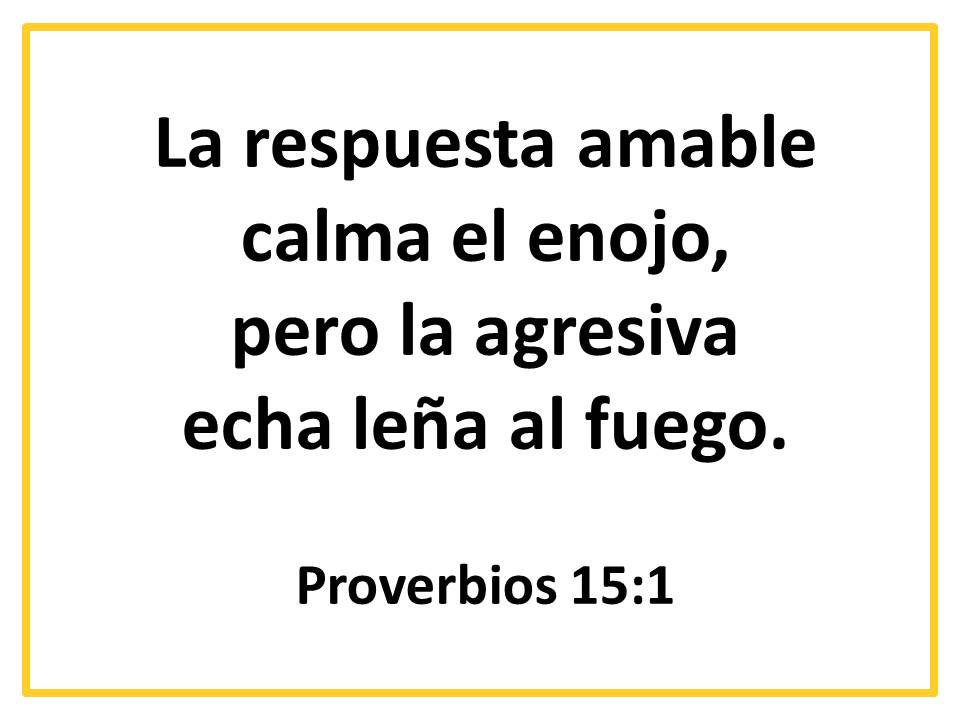 La respuesta amable
calma el enojo,
pero la agresiva
echa leña al fuego.
Proverbios 15:1